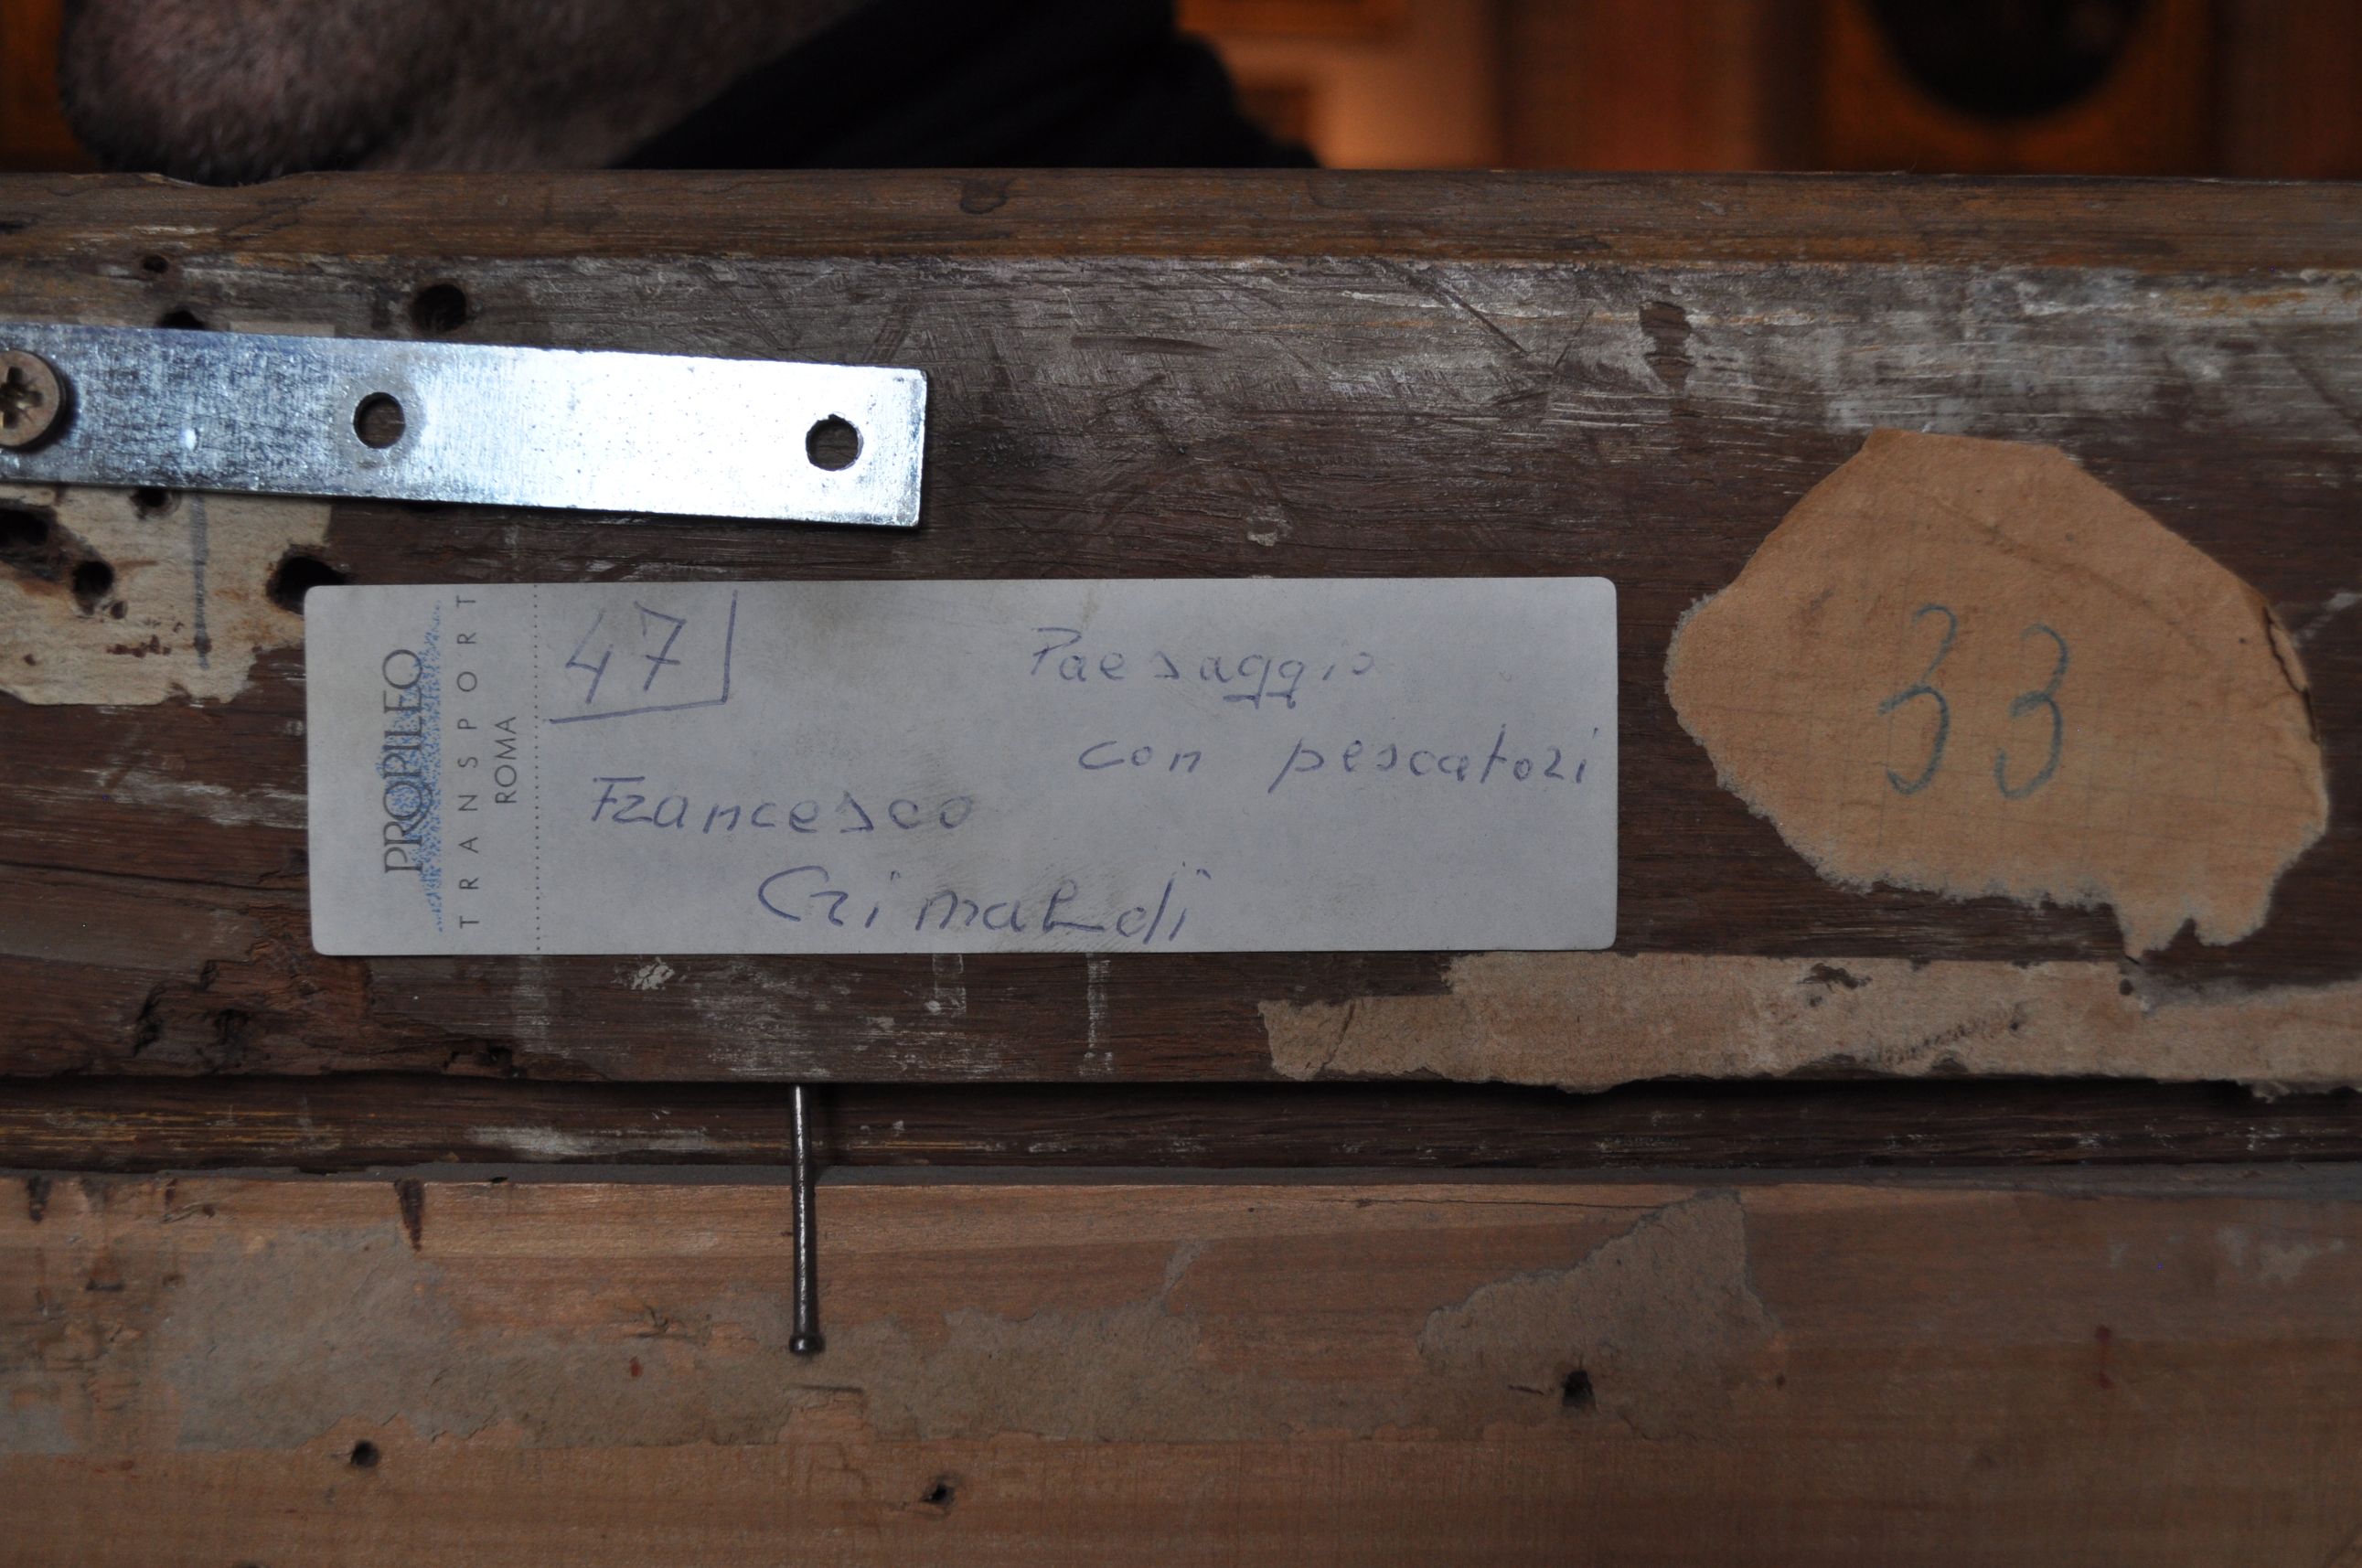 PROPILEO
TRANSPORT
ROMA
47
Paesaggio
con pescatori
Francesco
Grimaldi
33